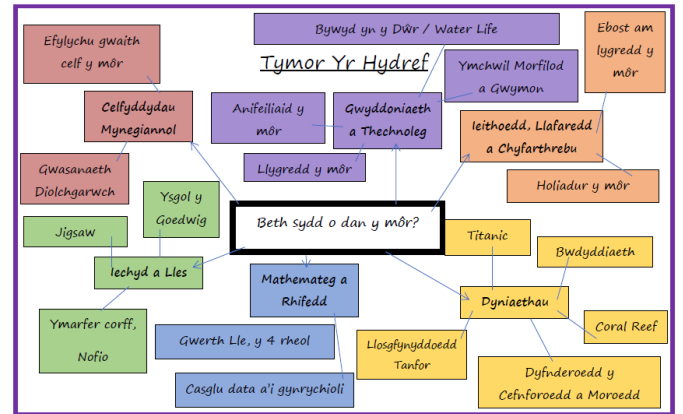 Efylychu gwaith
celf y môr
Bywyd yn y Dŵr / Water Life
Ebost am
lygredd y
môr
Tymor Yr Hydref
Ymchwil Morfilod
a Gwymon
Celfyddydau
Mynegiannol
Anifeiliaid y
môr
Gwyddoniaeth
a Thechnoleg
Ieithoedd, Llafaredd
a Chyfarthrebu
Gwasanaeth
Diolchgarwch
Llygredd y môr
Holiadur y môr
Ysgol y
Goedwig
Jigsaw
Beth sydd o dan y môr?
Titanic
Bwdyddiaeth
Iechyd a Lles
Mathemateg a
Rhifedd
Dyniaethau
Ymarfer corff,
Nofio
Gwerth Lle, y 4 rheol
Llosgfynyddoedd
Tanfor
Coral Reef
Casglu data a'i gynrychioli
Dyfnderoedd y
Cefnforoedd a Moroedd